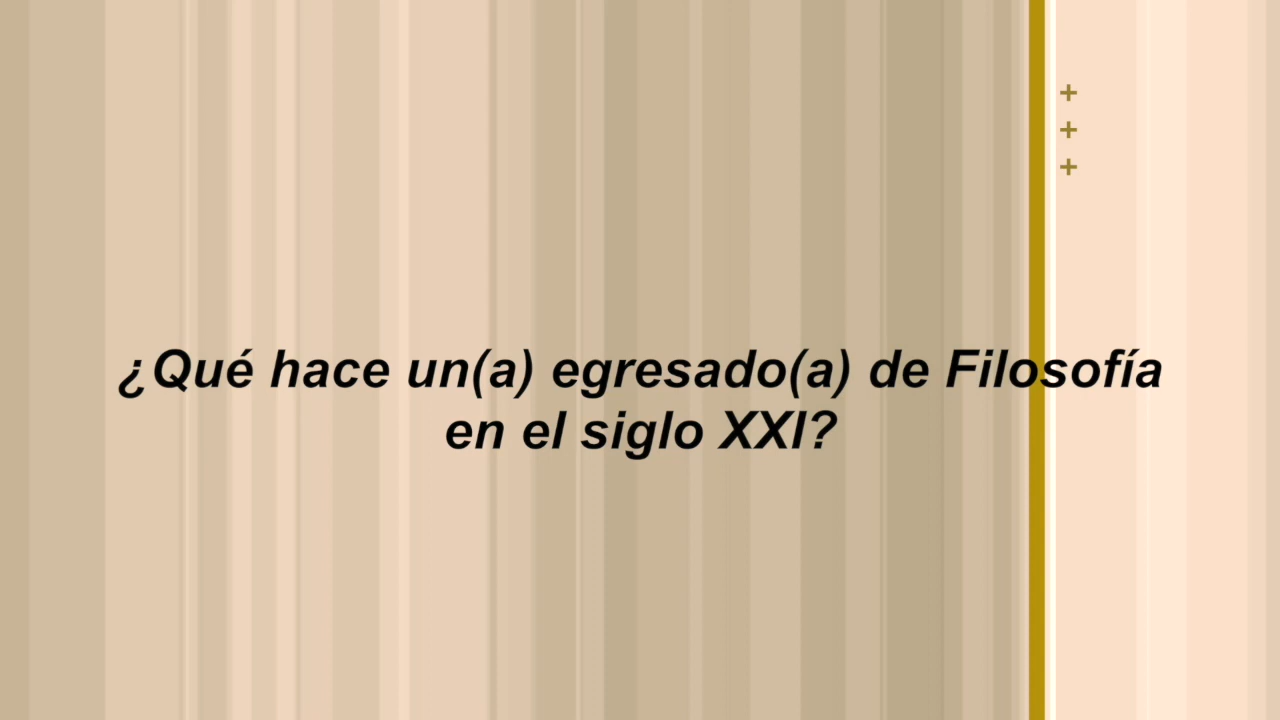 +
+
+
¿Qué hace un(a) egresado(a) de Filosofía
en el siglo XXI?